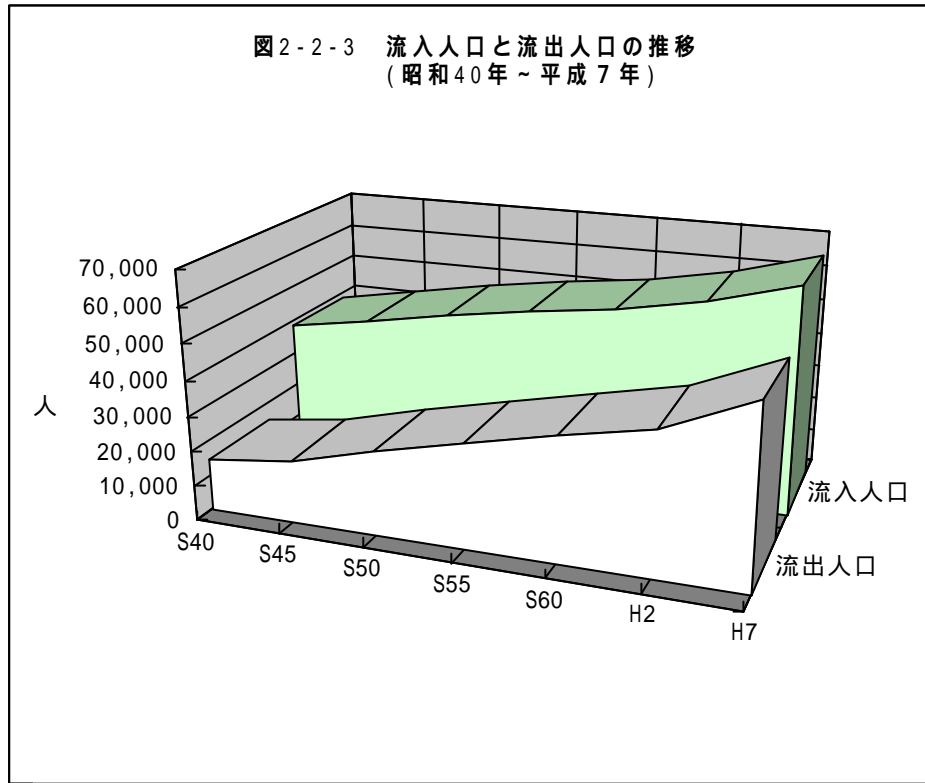 図2-2-3 流入人口と流出人口の推移
(昭和40年~平成7年)
70,000
60,000
50,000
40,000
30,000
20,000
10,000
0
人
S40
S45
S50
S55
S60
H2
H7
流入人口
流出人口